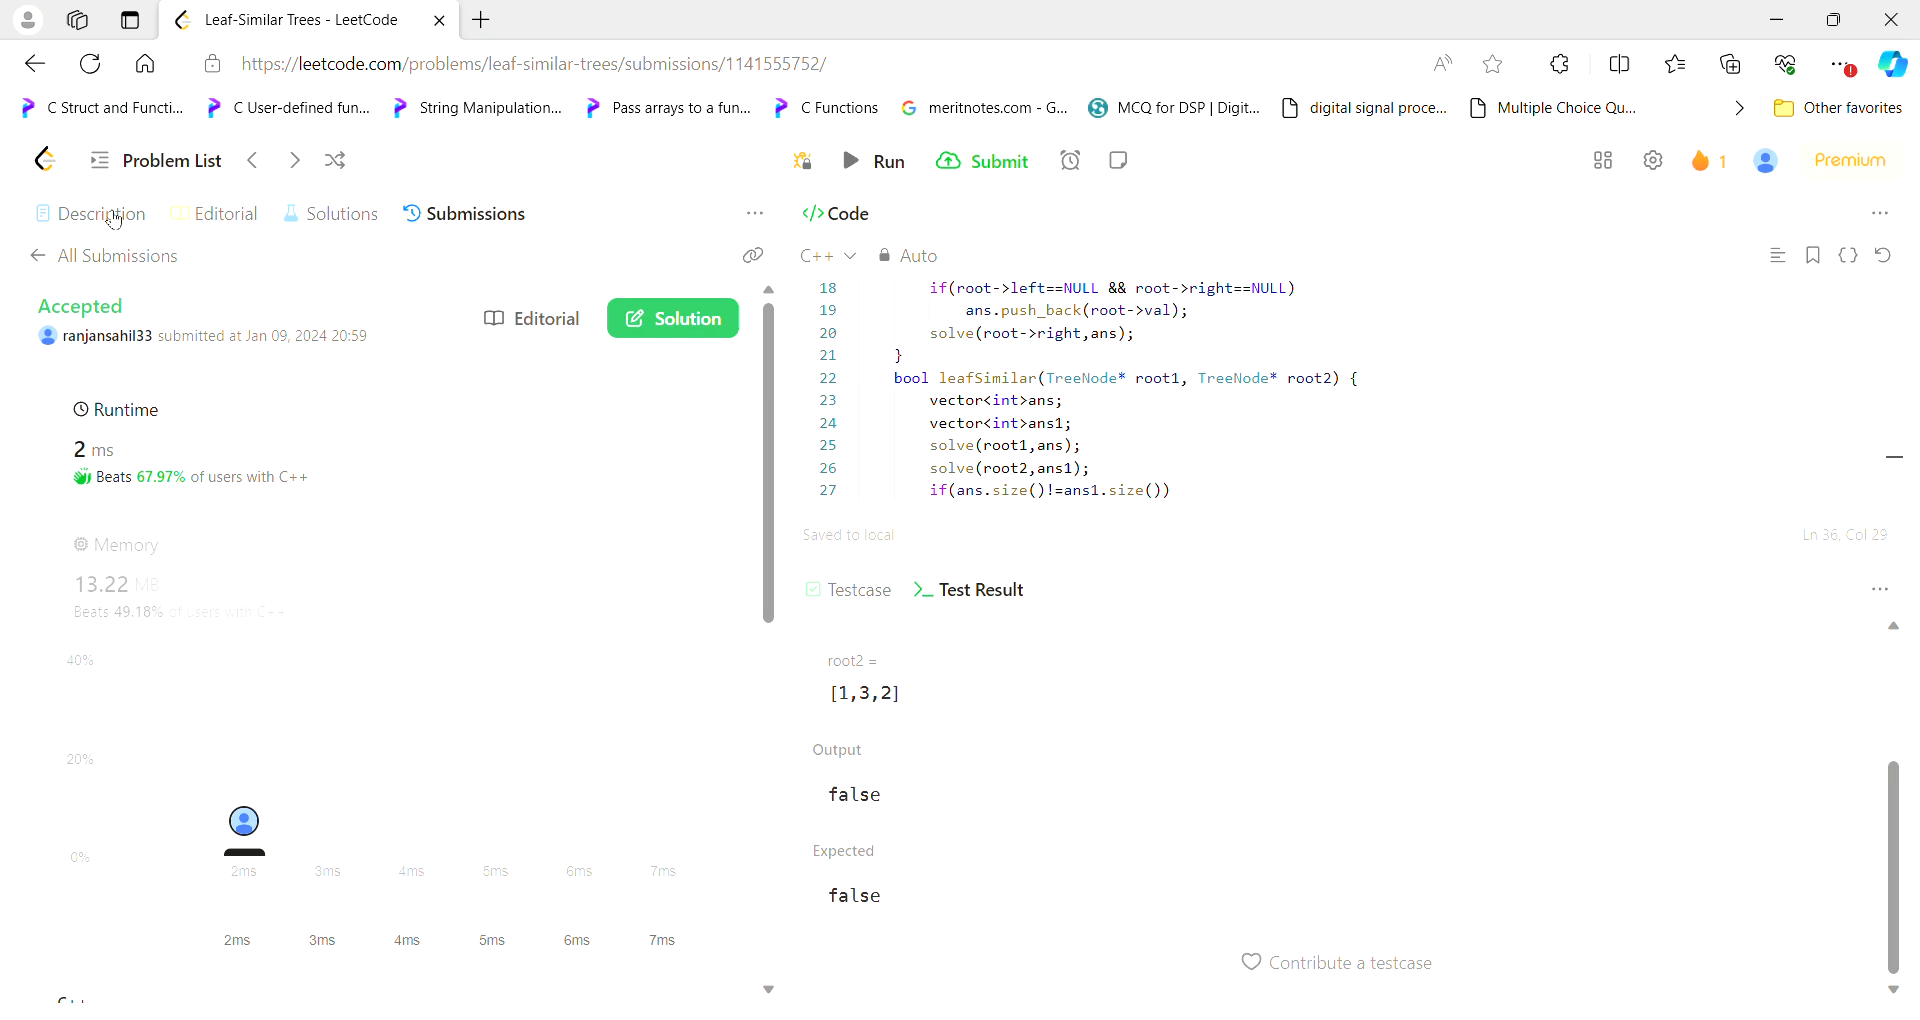 Leaf-Similar Trees - LeetCode
https://leetcode.com/problems/leaf-similar-trees/submissions/1141555752/
C Struct and Functi... C User-defined fun... String Manipulation... Pass arrays to a fun... C Functions meritnotes.com - G... MCQ for DSP | Digit... digital signal proce... Multiple Choice Qu... Other favorites
Problem List Run Submit 1 Premium
Description Editorial Solutions Submissions
All Submissions
Accepted
ranjansahil33 submitted at Jan 09, 2024 20:59
Editorial Solution
Runtime
2 ms
Beats 67.97% of users with C++
Memory
13.22 MB
Beats 49.18% of users with C++
40%
20%
0%
2ms 3ms 4ms 5ms 6ms 7ms
2ms 3ms 4ms 5ms 6ms 7ms
C++
</> Code
C++ Auto
18 if(root->left==NULL && root->right==NULL)
19 ans.push_back(root->val);
20 solve(root->right,ans);
21 }
22 bool leafSimilar(TreeNode* root1, TreeNode* root2) {
23 vector<int>ans;
24 vector<int>ans1;
25 solve(root1,ans);
26 solve(root2,ans1);
27 if(ans.size()!=ans1.size())
Saved to local Ln 36, Col 29
Testcase >_ Test Result
root2 =
[1,3,2]
Output
false
Expected
false
Contribute a testcase